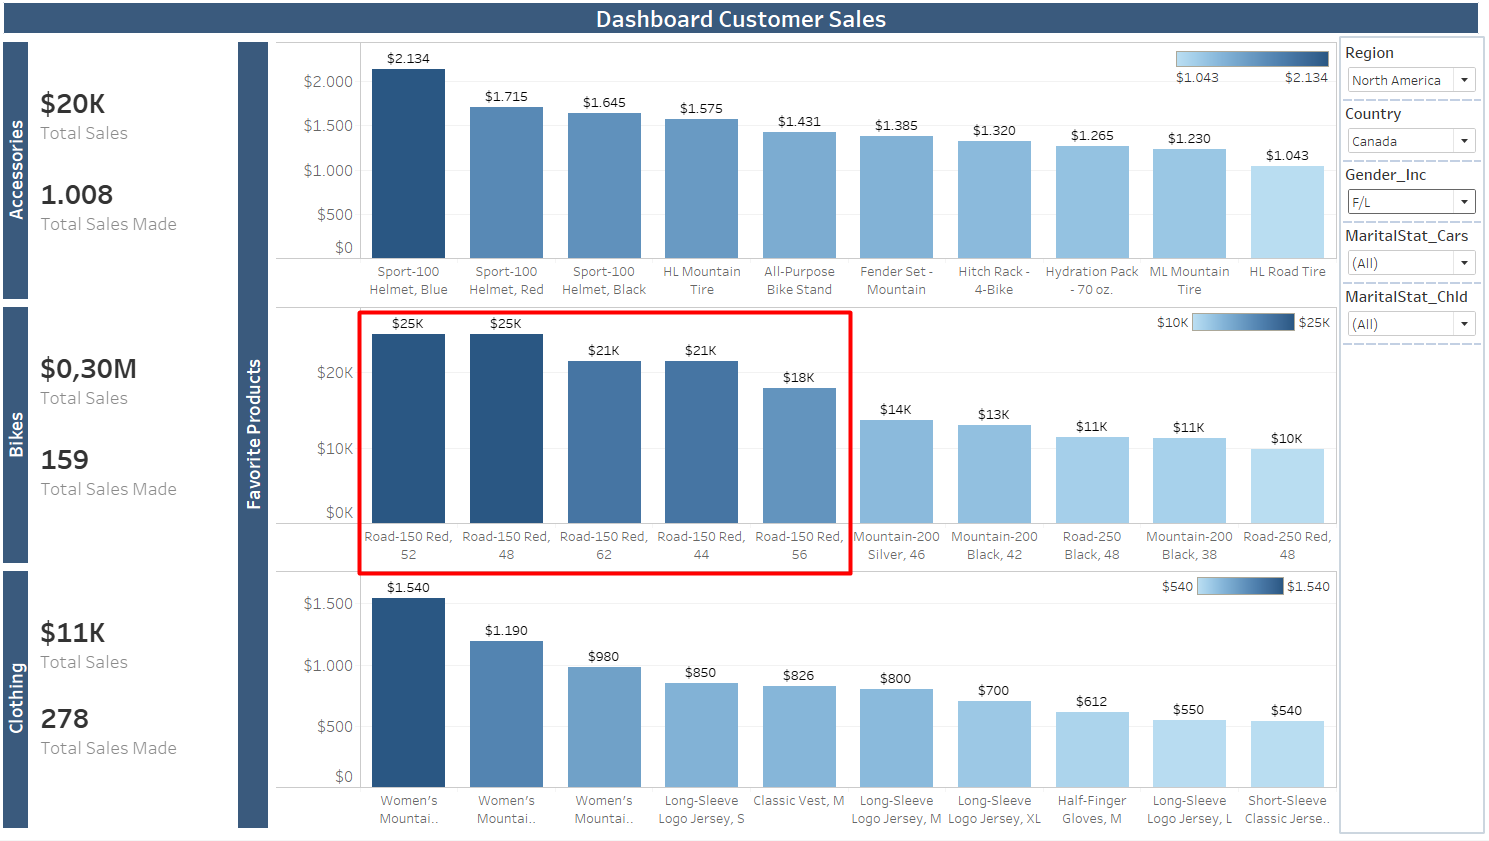 Dashboard Customer Sales
Accessories
$20K
Total Sales
1.008
Total Sales Made
Bikes
$0,30M
Total Sales
159
Total Sales Made
Clothing
$11K
Total Sales
278
Total Sales Made
Favorite Products
$2.000
$1.500
$1.000
$500
$0
$2.134
$1.715
$1.645
$1.575
$1.431
$1.385
$1.320
$1.265
$1.230
$1.043
$1.043 $2.134
Sport-100 Helmet, Blue
Sport-100 Helmet, Red
Sport-100 Helmet, Black
HL Mountain Tire
All-Purpose Bike Stand
Fender Set - Mountain
Hitch Rack - 4-Bike
Hydration Pack - 70 oz.
ML Mountain Tire
HL Road Tire
$20K
$10K
$0K
$25K
$25K
$21K
$21K
$18K
$14K
$13K
$11K
$11K
$10K
$10K $25K
Road-150 Red, 52
Road-150 Red, 48
Road-150 Red, 62
Road-150 Red, 44
Road-150 Red, 56
Mountain-200 Silver, 46
Mountain-200 Black, 42
Road-250 Black, 48
Mountain-200 Black, 38
Road-250 Red, 48
$1.500
$1.000
$500
$0
$1.540
$1.190
$980
$850
$826
$800
$700
$612
$550
$540
$540 $1.540
Women's Mountai..
Women's Mountai..
Women's Mountai..
Long-Sleeve Logo Jersey, S
Classic Vest, M
Long-Sleeve Logo Jersey, M
Long-Sleeve Logo Jersey, XL
Half-Finger Gloves, M
Long-Sleeve Logo Jersey, L
Short-Sleeve Classic Jerse..
Region
North America
Country
Canada
Gender_Inc
F/L
MaritalStat_Cars
(All)
MaritalStat_Chld
(All)